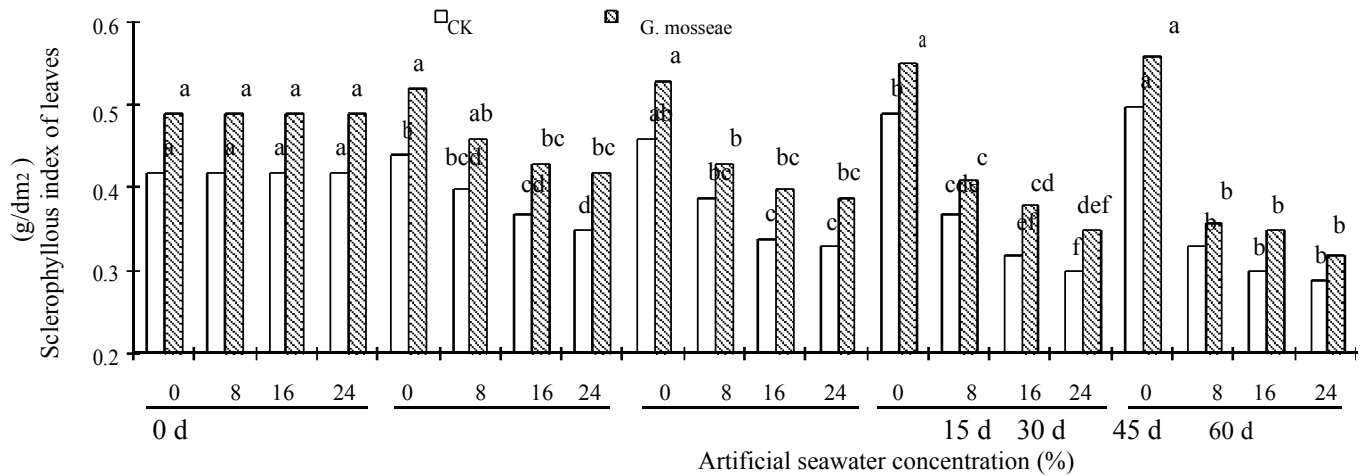 CK G. mosseae
Sclerophyllous index of leaves
(g/dm2)
0.6
0.5
0.4
0.3
0.2
a a a a a a a a
b a bcd ab cd bc d bc
ab a bc b c bc c bc
b a cde c ef cd f def
a a b b b b b b
0 8 16 24 0 8 16 24 0 8 16 24 0 8 16 24 0 8 16 24
0 d 15 d 30 d 45 d 60 d
Artificial seawater concentration (%)